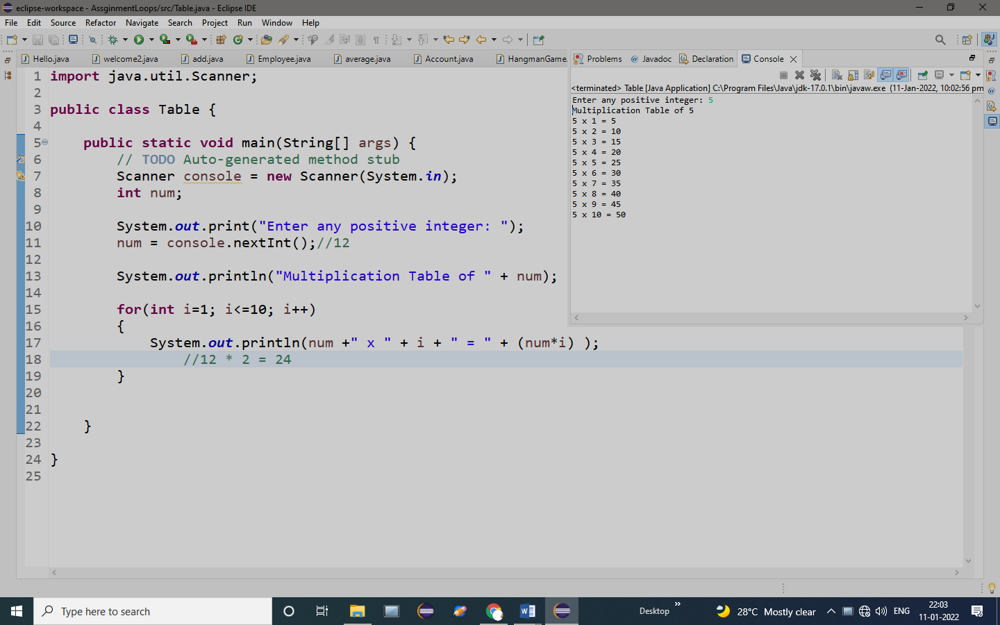 eclipse-workspace - AssginmentLoops/src/Table.java - Eclipse IDE
File Edit Source Refactor Navigate Search Project Run Window Help
Hello.java welcome2.java add.java Employee.java average.java Account.java HangmanGame.
1 import java.util.Scanner;
2
3 public class Table {
4
5 public static void main(String[] args) {
6 // TODO Auto-generated method stub
7 Scanner console = new Scanner(System.in);
8 int num;
9
10 System.out.print("Enter any positive integer: ");
11 num = console.nextInt();//12
12
13 System.out.println("Multiplication Table of " + num);
14
15 for(int i=1; i<=10; i++)
16 {
17 System.out.println(num +" x " + i + " = " + (num*i) );
18 //12 * 2 = 24
19 }
20
21
22 }
23
24 }
25
Problems @ Javadoc Declaration Console
<terminated> Table [Java Application] C:\Program Files\Java\jdk-17.0.1\bin\javaw.exe (11-Jan-2022, 10:02:56 pm
Enter any positive integer: 5
Multiplication Table of 5
5 x 1 = 5
5 x 2 = 10
5 x 3 = 15
5 x 4 = 20
5 x 5 = 25
5 x 6 = 30
5 x 7 = 35
5 x 8 = 40
5 x 9 = 45
5 x 10 = 50
Type here to search
Desktop
28°C Mostly clear
ENG
22:03
11-01-2022